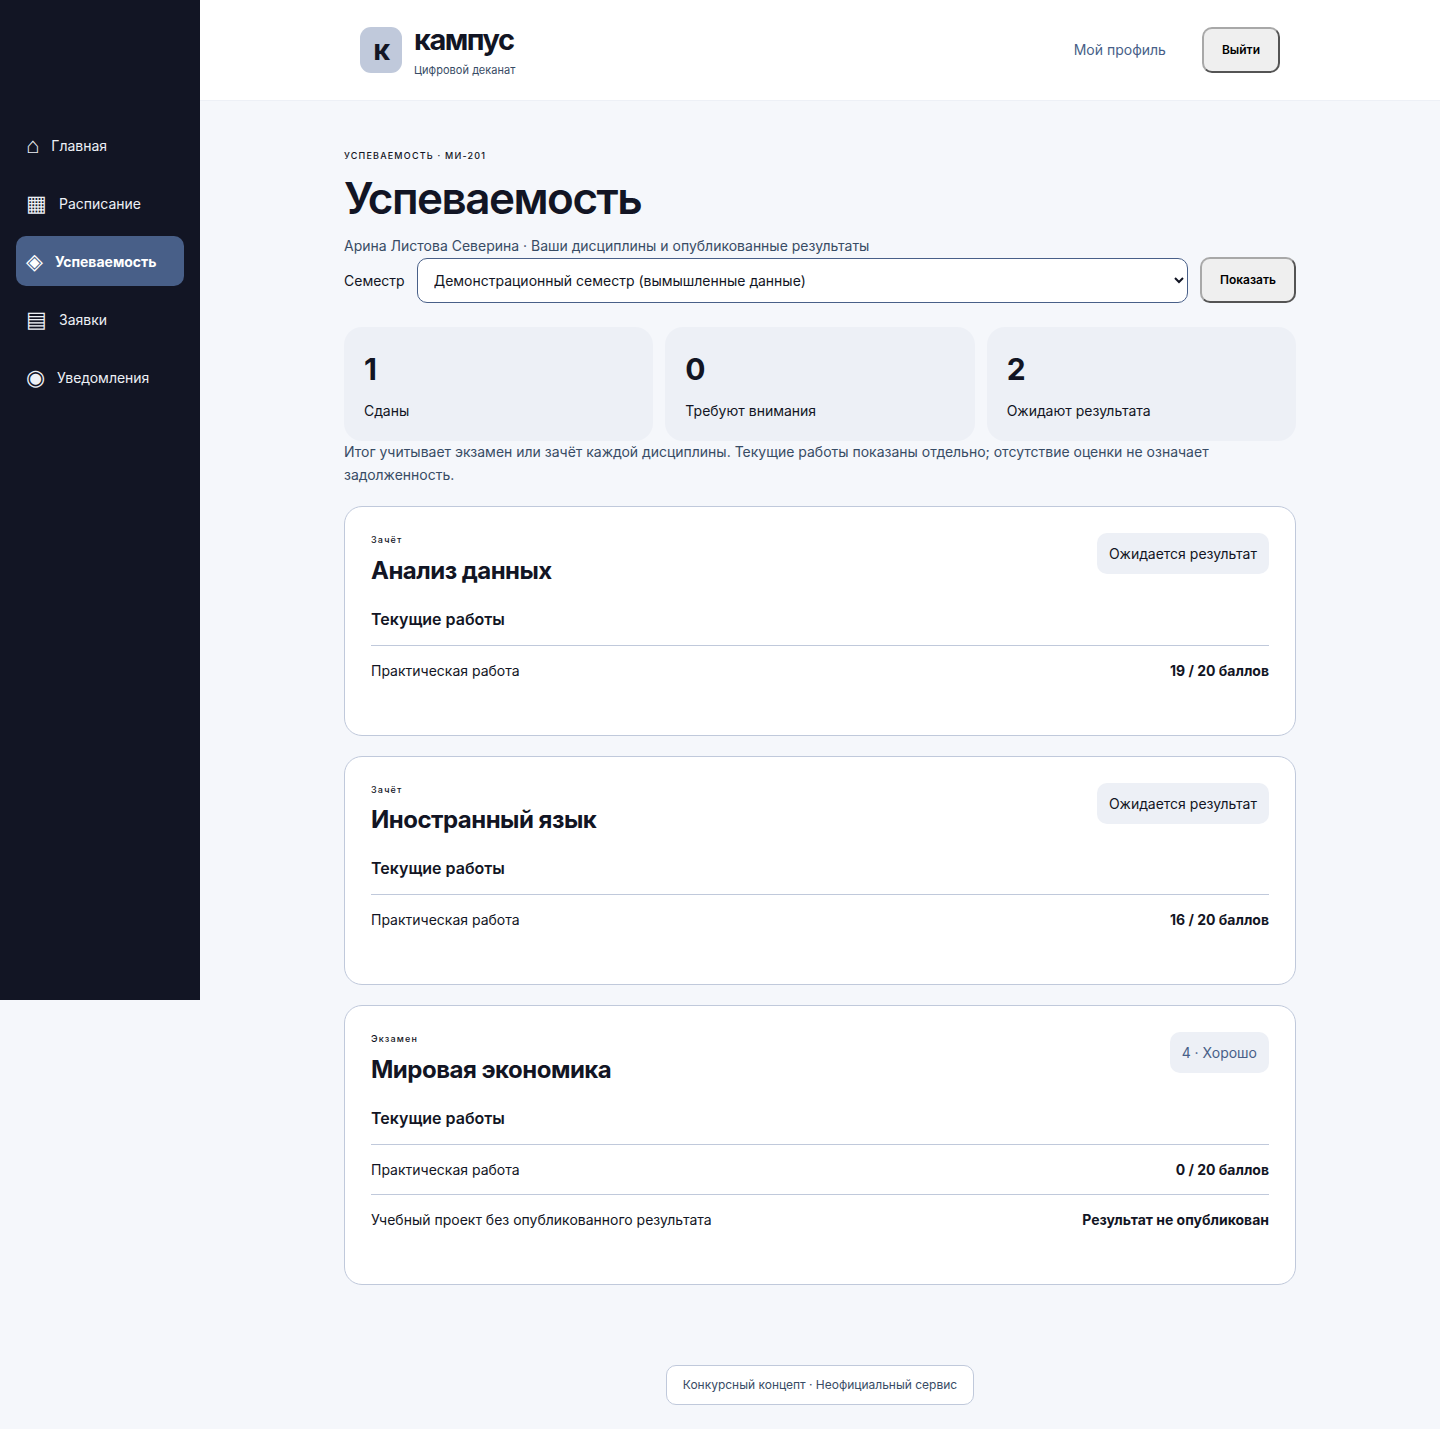 к
кампус
Цифровой деканат
Мой профиль
Выйти
Главная
Расписание
Успеваемость
Заявки
Уведомления
УСПЕВАЕМОСТЬ · МИ-201
Успеваемость
Арина Листова Северина · Ваши дисциплины и опубликованные результаты
Семестр
Демонстрационный семестр (вымышленные данные)
Показать
1
Сданы
0
Требуют внимания
2
Ожидают результата
Итог учитывает экзамен или зачёт каждой дисциплины. Текущие работы показаны отдельно; отсутствие оценки не означает
задолженность.
Зачёт
Анализ данных
Ожидается результат
Текущие работы
Практическая работа
19 / 20 баллов
Зачёт
Иностранный язык
Ожидается результат
Текущие работы
Практическая работа
16 / 20 баллов
Экзамен
Мировая экономика
4 · Хорошо
Текущие работы
Практическая работа
0 / 20 баллов
Учебный проект без опубликованного результата
Результат не опубликован
Конкурсный концепт · Неофициальный сервис